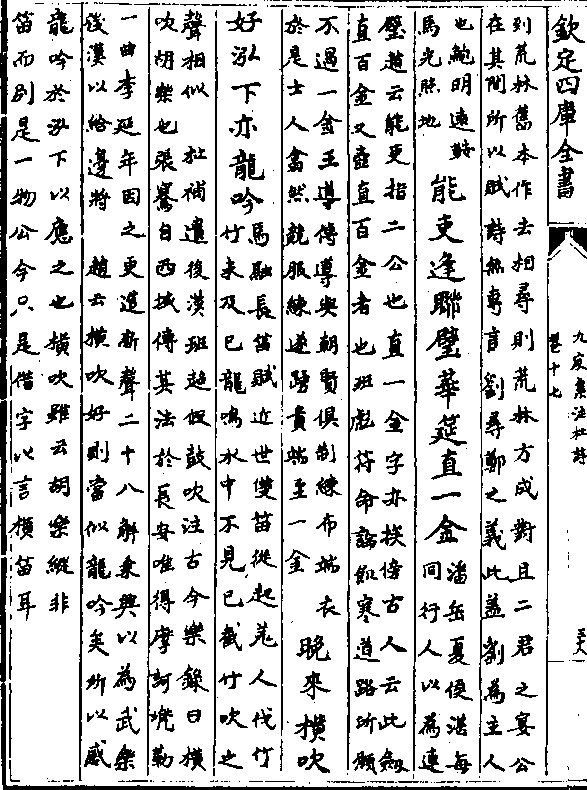 欽定四庫全書
九家集注杜詩
卷十七
到荒林舊本作去相尋則荒林方成對且二君之宴公
在其間所以賦詩無專言劉尋鄭之義此蓋劉為主人
也鮑明遠鞍
馬光照地
能吏逢聯璧華筵直一金
潘岳夏侯湛每
同行人以為連
璧趙云能吏指二公也直一金字亦挨傍古人云此劔
直百金又壺直百金者也班彪符命論飢寒道路所願
不過一金王導傳導與朝賢俱制練布端衣
於是士人翕然競服練遂踴貴端至一金
晚來横吹
好泓下亦龍吟
馬融長笛賦近世雙笛從起羌人伐竹
竹未及已龍鳴水中不見已截竹吹之
聲相似 杜補遺後漢班超假鼓吹注古今樂錄曰横
吹胡樂也張騫自西域傳其法於長安唯得摩訶兜勒
一曲李延年因之更造新聲二十八解乘輿以為武樂
後漢以給邊將 趙云横吹好則當似龍吟矣所以感
龍吟於泓下以應之也横吹雖云胡樂縱非
笛而别是一物公今只是借字以言横笛耳